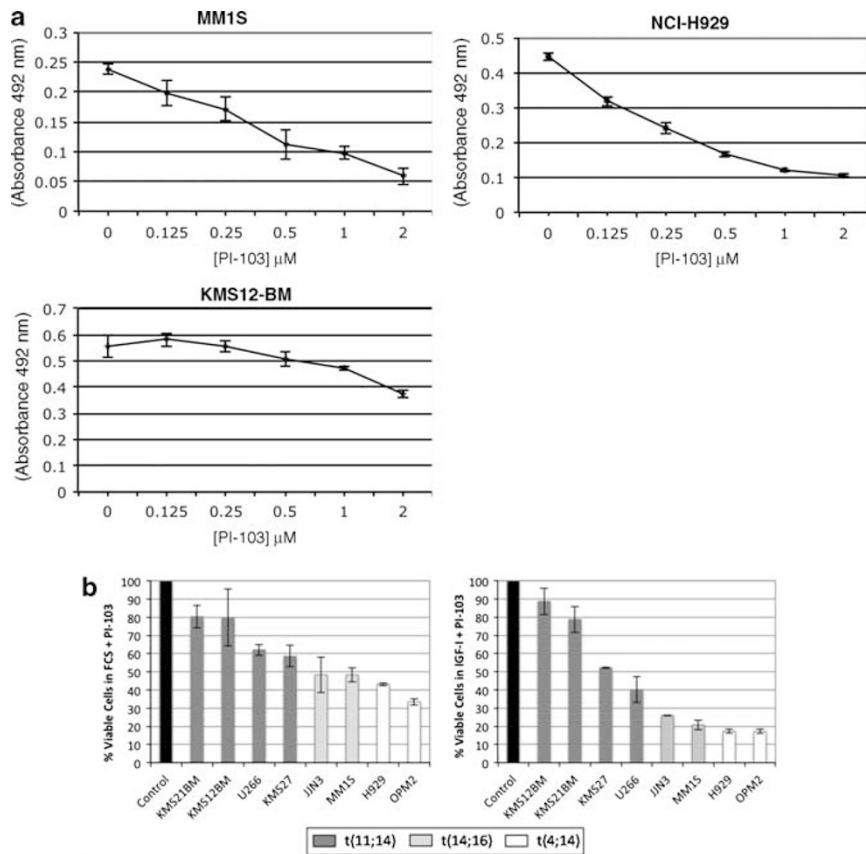 a
MM1S
(Absorbance 492 nm)
0.3
0.25
0.2
0.15
0.1
0.05
0
0 0.125 0.25 0.5 1 2
[PI-103] μM
NCI-H929
(Absorbance 492 nm)
0.5
0.4
0.3
0.2
0.1
0
0 0.125 0.25 0.5 1 2
[PI-103] μM
KMS12-BM
(Absorbance 492 nm)
0.7
0.6
0.5
0.4
0.3
0.2
0.1
0
0 0.125 0.25 0.5 1 2
[PI-103] μM
b
% Viable Cells in FCS + PI-103
100
90
80
70
60
50
40
30
20
10
0
Control KMS21BM KMS12BM U266 KMS27 JJN3 MM1S H929 OPM2
% Viable Cells in IGF-I + PI-103
100
90
80
70
60
50
40
30
20
10
0
Control KMS12BM KMS21BM KMS27 U266 JJN3 MM1S H929 OPM2
t(11;14) t(14;16) t(4;14)